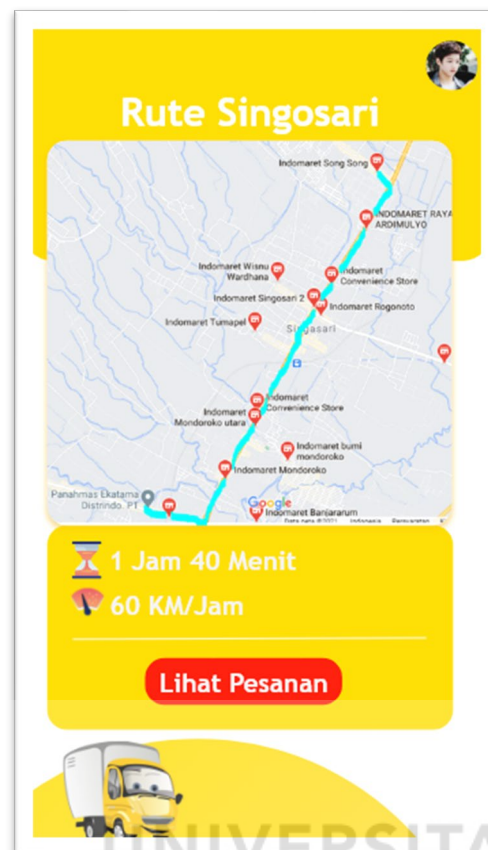 Rute Singosari
Indomaret Song Song
INDOMARET RAYA
ARDIMULYO
Indomaret Wisnu
Wardhana
Indomaret
Convenience Store
Indomaret Singosari 2
Indomaret Rogonoto
Indomaret Tumapel
Singasari
Indomaret
Convenience Store
Indomaret
Mondoroko utara
Indomaret bumi
mondoroko
Indomaret Mondoroko
Panahmas Ekatama
Distrindo. PT
Google
Indomaret Banjararum
1 Jam 40 Menit
60 KM/Jam
Lihat Pesanan
UNIVERSITA